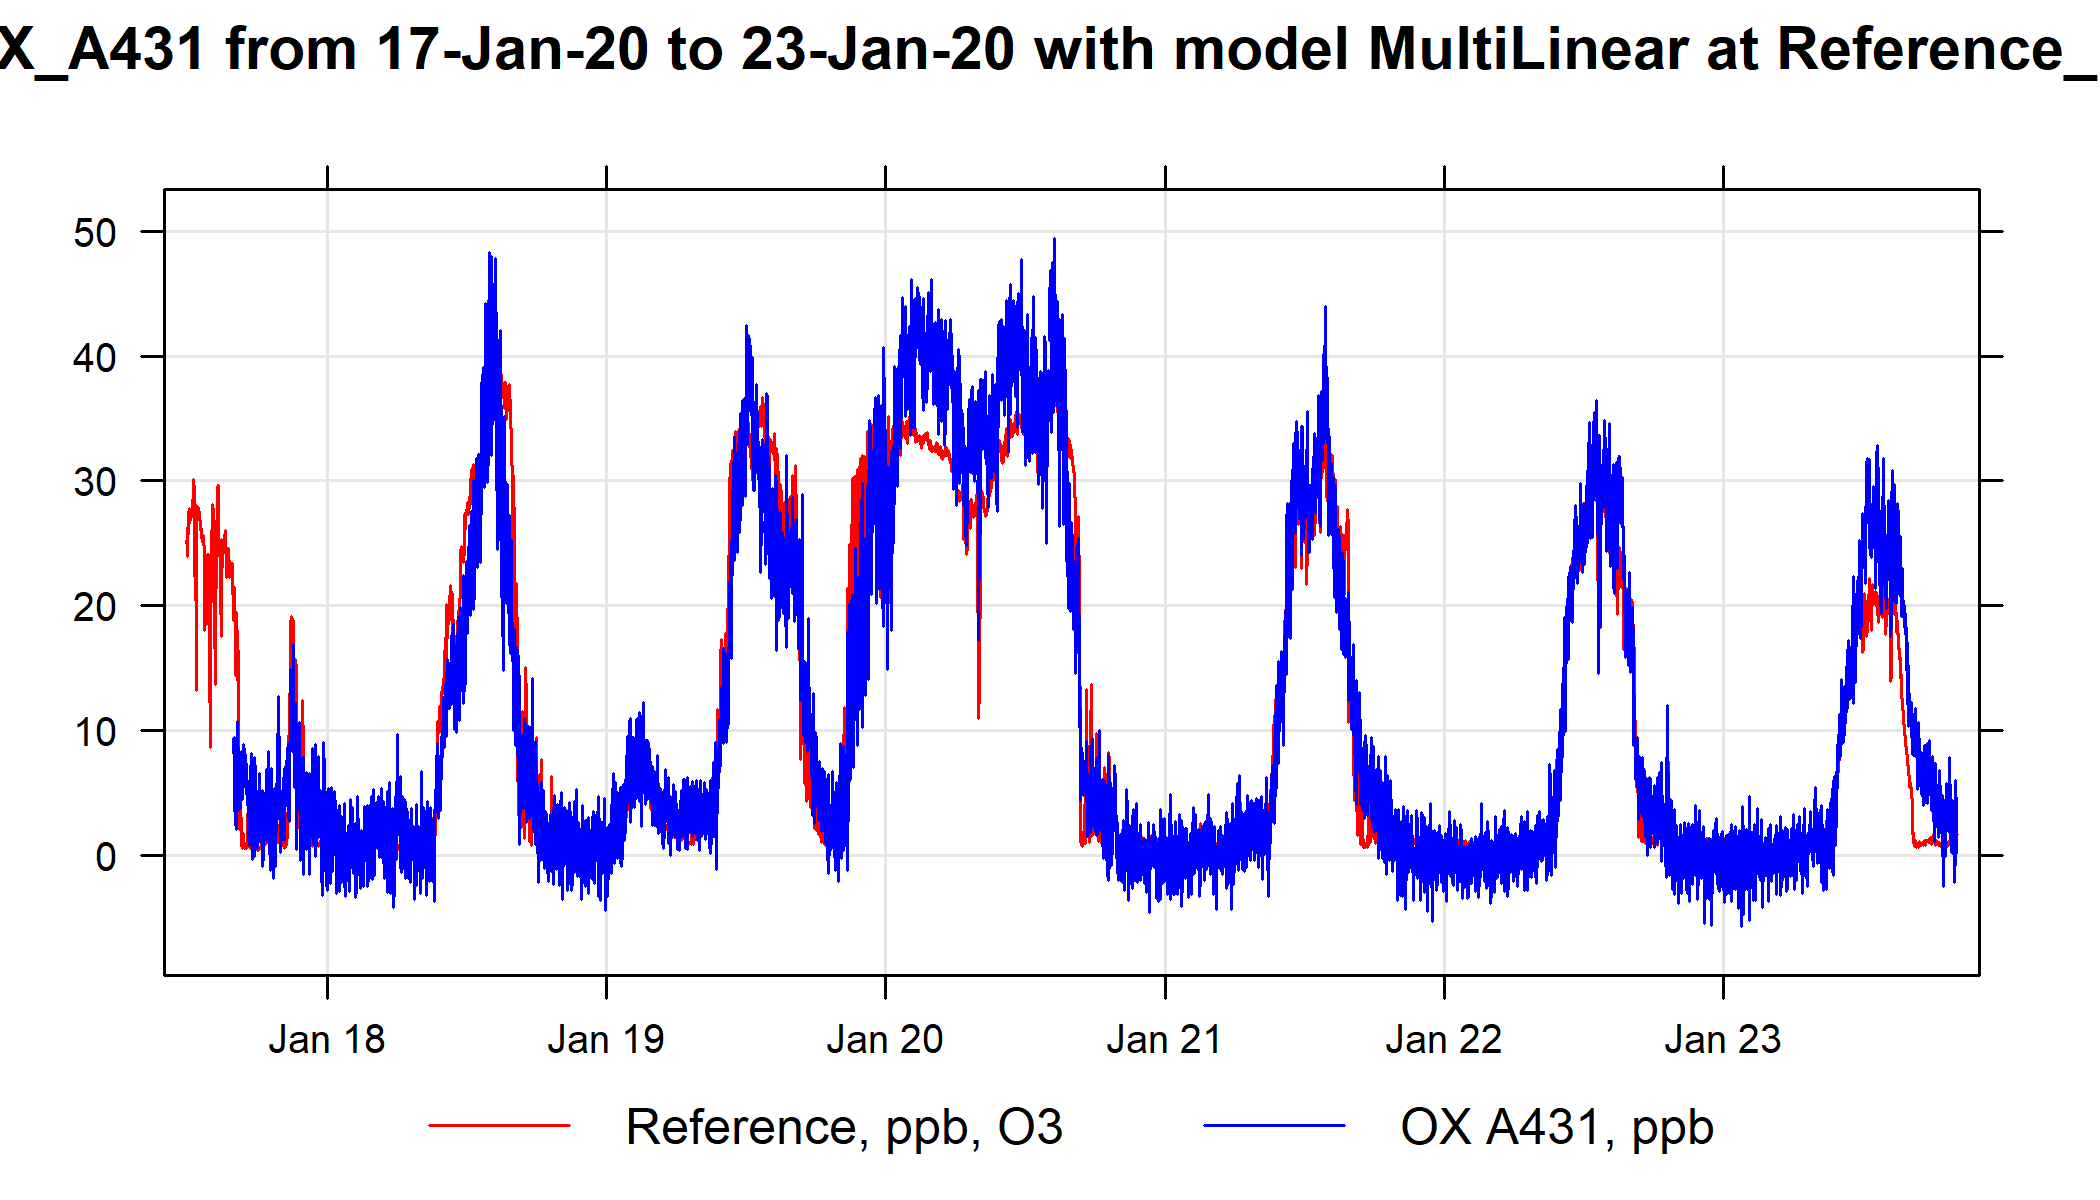 X_A431 from 17-Jan-20 to 23-Jan-20 with model MultiLinear at Reference_
50
40
30
20
10
0
Jan 18 Jan 19 Jan 20 Jan 21 Jan 22 Jan 23
Reference, ppb, O3 OX A431, ppb